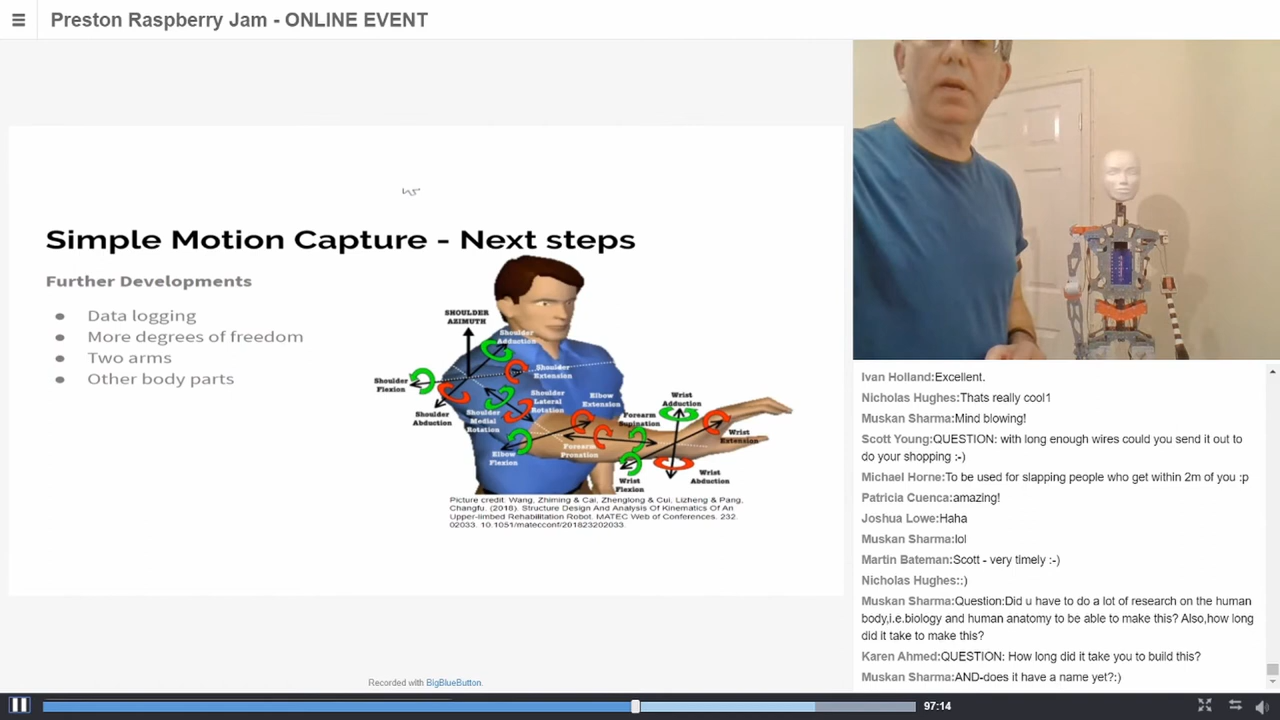 Preston Raspberry Jam - ONLINE EVENT
Simple Motion Capture - Next steps
Further Developments
● Data logging
● More degrees of freedom
● Two arms
● Other body parts
SHOULDER
AZIMUTH
Shoulder
Adduction
Shoulder
Extension
Shoulder
Flexion
Shoulder
Abduction
Shoulder
Medial
Rotation
Shoulder
Lateral
Rotation
Elbow
Extension
Elbow
Flexion
Forearm
Supination
Forearm
Pronation
Wrist
Adduction
Wrist
Extension
Wrist
Flexion
Wrist
Abduction
Picture credit: Wang, Zhiming & Cai, Zhenglong & Cui, Lizheng & Pang,
Changfu. (2018). Structure Design And Analysis Of Kinematics Of An
Upper-limbed Rehabilitation Robot. MATEC Web of Conferences. 232.
02033. 10.1051/matecconf/201823202033.
Ivan Holland:Excellent.
Nicholas Hughes:Thats really cool1
Muskan Sharma:Mind blowing!
Scott Young:QUESTION: with long enough wires could you send it out to
do your shopping :-)
Michael Horne:To be used for slapping people who get within 2m of you :p
Patricia Cuenca:amazing!
Joshua Lowe:Haha
Muskan Sharma:lol
Martin Bateman:Scott - very timely :-)
Nicholas Hughes::)
Muskan Sharma:Question:Did u have to do a lot of research on the human
body,i.e.biology and human anatomy to be able to make this? Also,how long
did it take to make this?
Karen Ahmed:QUESTION: How long did it take you to build this?
Muskan Sharma:AND-does it have a name yet?:)
Recorded with BigBlueButton.
97:14